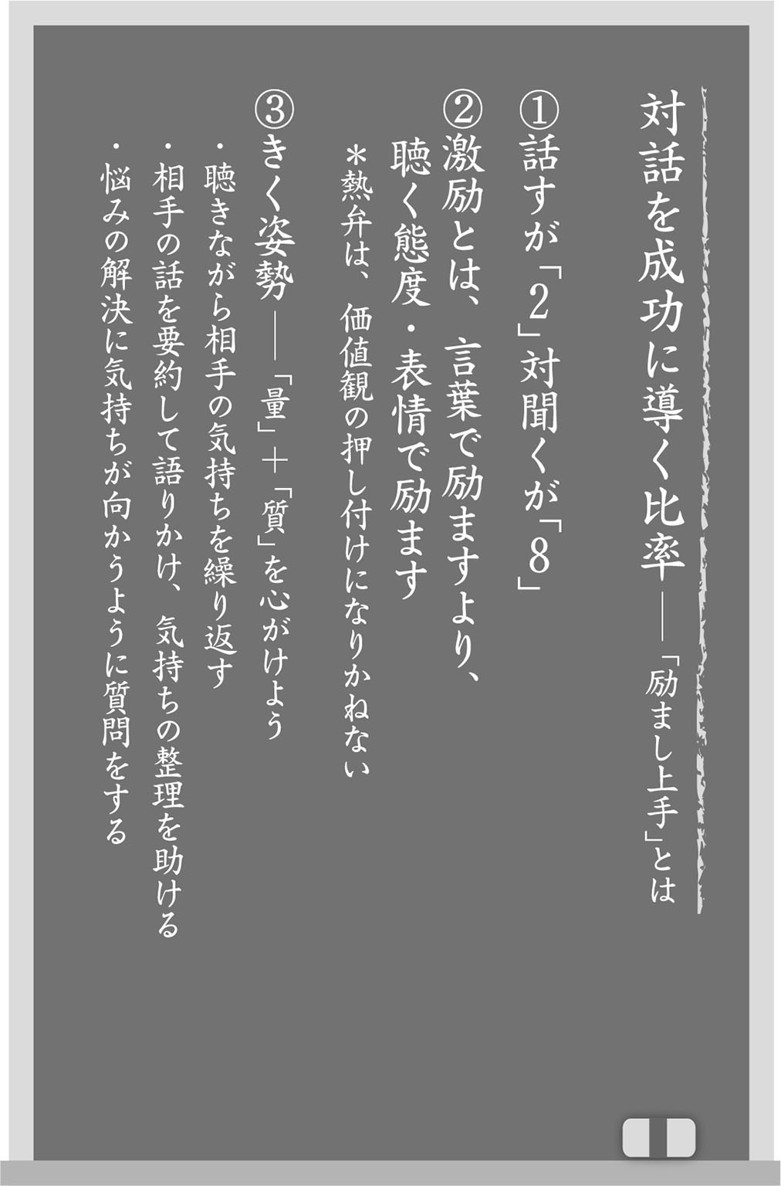 対話を成功に導く比率――「励まし上手」とは
①話すが「2」対聞くが「8」
②激励とは、言葉で励ますより、
聴く態度・表情で励ます
＊熱弁は、価値観の押し付けになりかねない
③きく姿勢――「量」＋「質」を心がけよう
・聴きながら相手の気持ちを繰り返す
・相手の話を要約して語りかけ、気持ちの整理を助ける
・悩みの解決に気持ちが向かうように質問をする